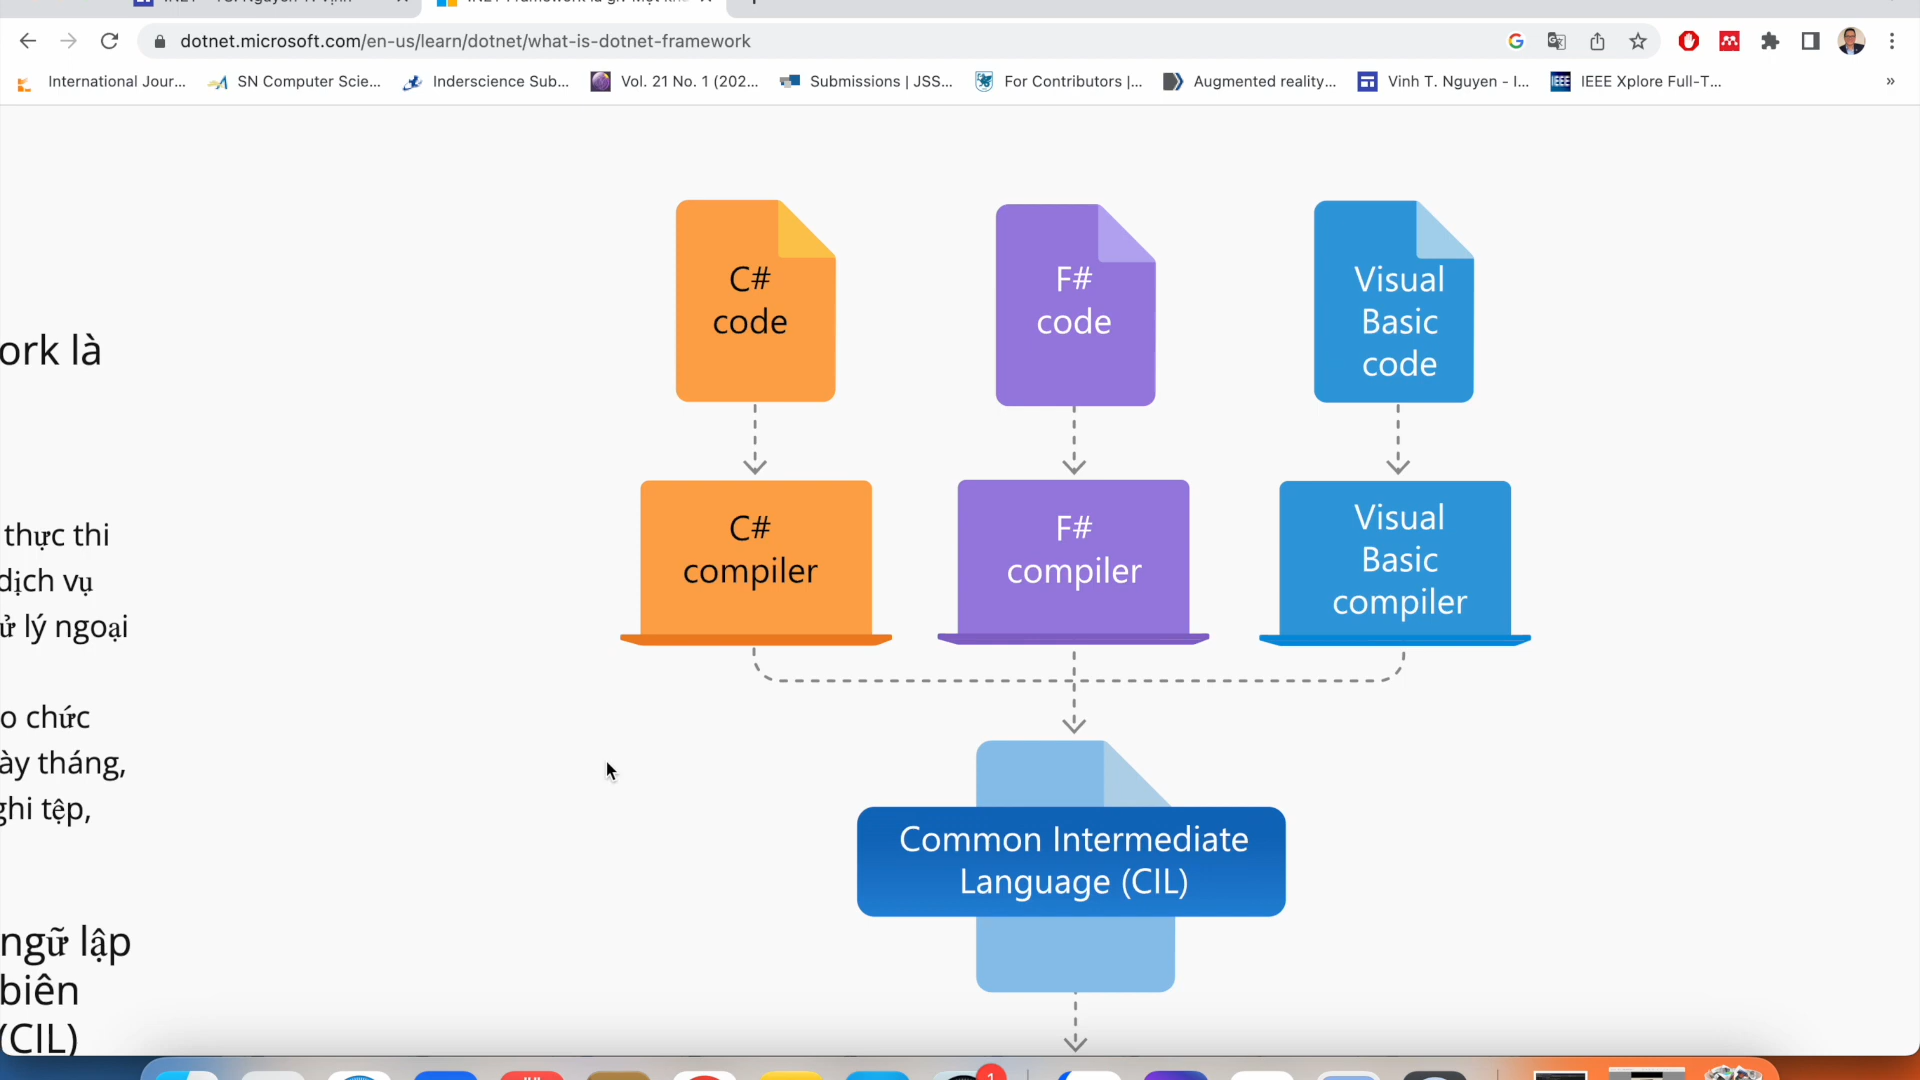 dotnet.microsoft.com/en-us/learn/dotnet/what-is-dotnet-framework
International Jour...
SN Computer Scie...
Inderscience Sub...
Vol. 21 No. 1 (202...
Submissions | JSS...
For Contributors |...
Augmented reality...
Vinh T. Nguyen - I...
IEEE
IEEE Xplore Full-T...
»
ork là
thực thi
dịch vụ
ử lý ngoại
o chức
ày tháng,
ghi tệp,
ngữ lập
biên
(CIL)
C#
code
F#
code
Visual
Basic
code
C#
compiler
F#
compiler
Visual
Basic
compiler
Common Intermediate
Language (CIL)
1